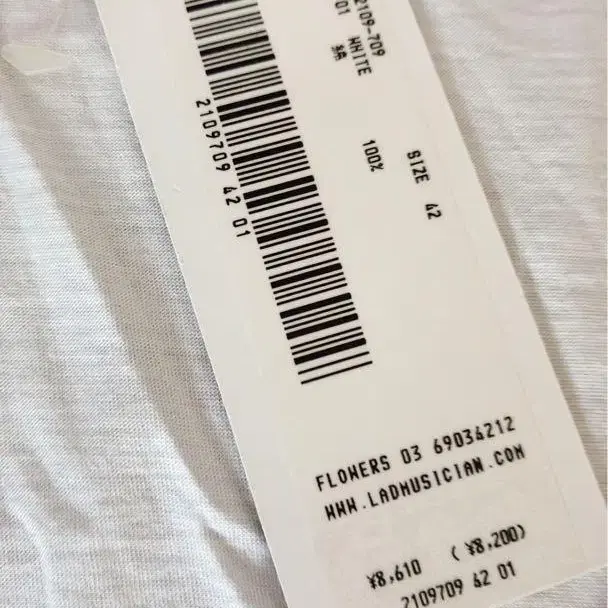 2109-709
01 WHITE
綿 100%
SIZE 42
2109709 42 01
FLOWERS 03 69034212
WWW.LADMUSICIAN.COM
¥8,610 (¥8,200)
2109709 42 01